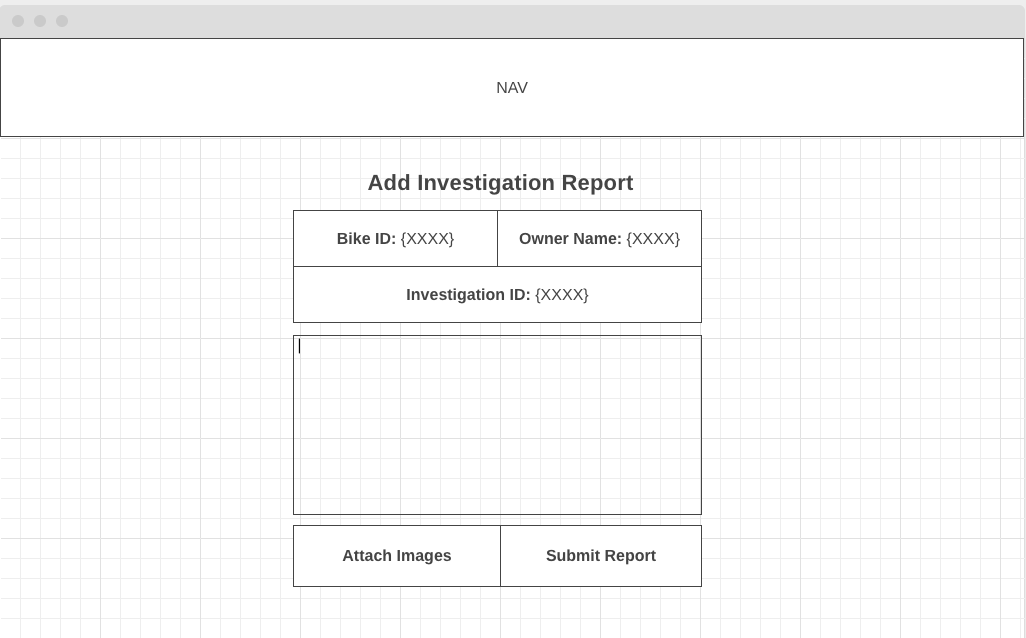 NAV
Add Investigation Report
Bike ID: {XXXX}
Owner Name: {XXXX}
Investigation ID: {XXXX}
Attach Images
Submit Report